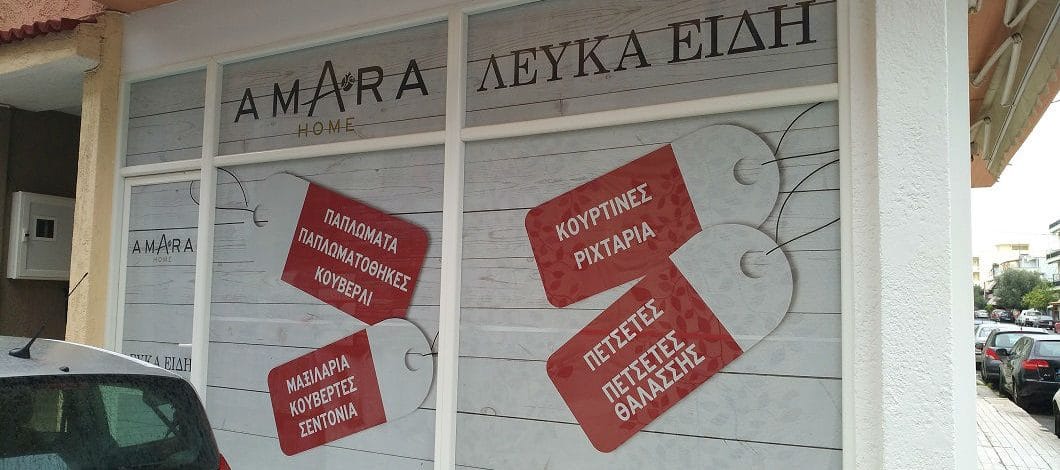 AMARA
HOME
ΛΕΥΚΑ ΕΙΔΗ
ΠΑΠΛΩΜΑΤΑ
ΠΑΠΛΩΜΑΤΟΘΗΚΕΣ
ΚΟΥΒΕΡΛΙ
ΚΟΥΡΤΙΝΕΣ
ΡΙΧΤΑΡΙΑ
AMARA
HOME
ΜΑΞΙΛΑΡΙΑ
ΚΟΥΒΕΡΤΕΣ
ΣΕΝΤΟΝΙΑ
ΠΕΤΣΕΤΕΣ
ΠΕΤΣΕΤΕΣ
ΘΑΛΑΣΣΗΣ
ΛΕΥΚΑ ΕΙΔΗ